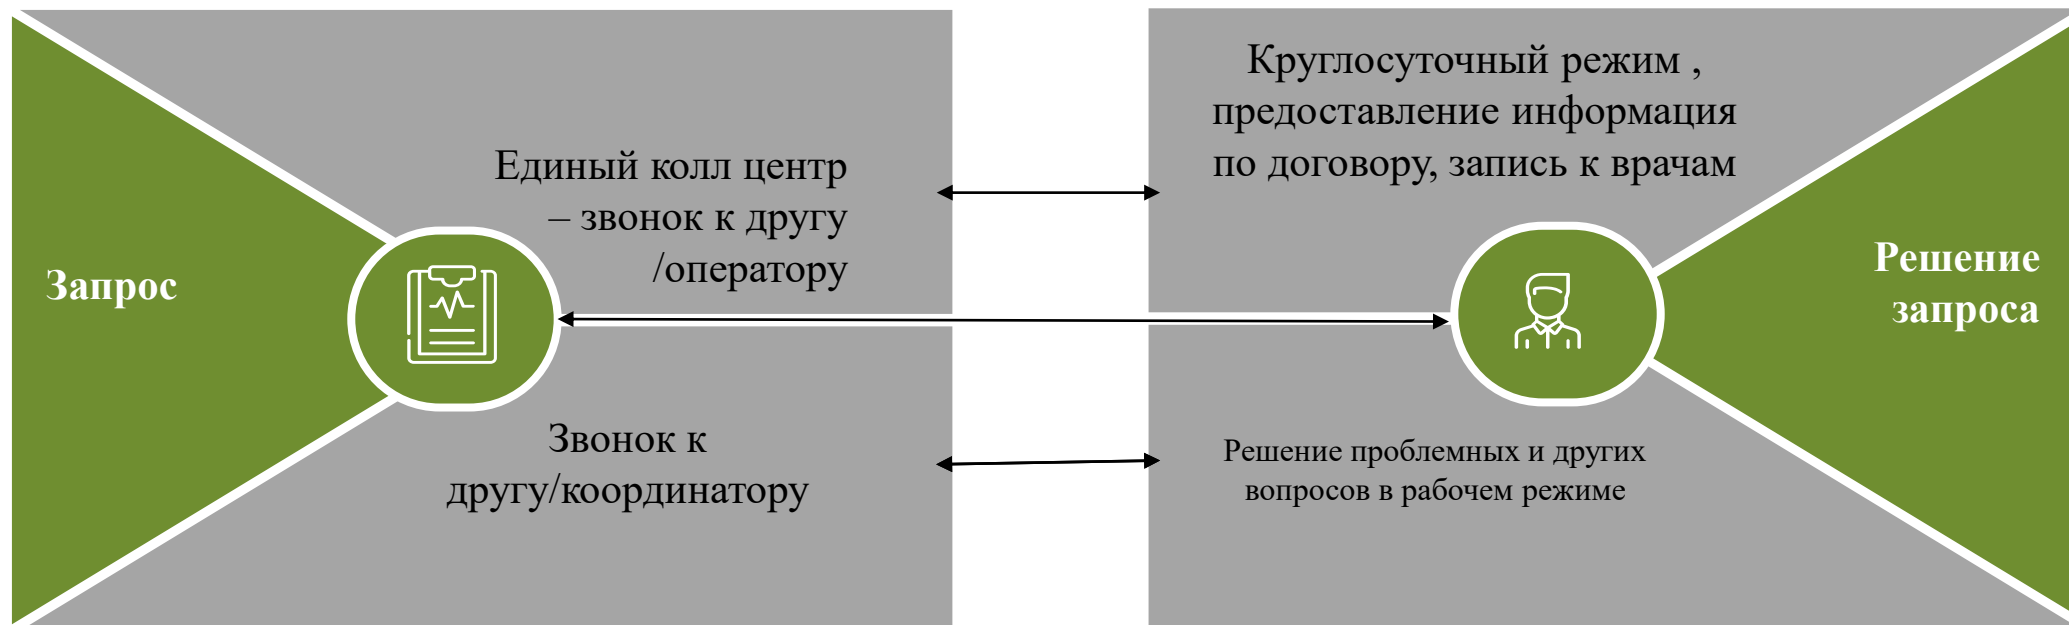 Запрос
Единый колл центр
– звонок к другу
/оператору
Звонок к
другу/координатору
Круглосуточный режим ,
предоставление информация
по договору, запись к врачам
Решение проблемных и других
вопросов в рабочем режиме
Решение
запроса